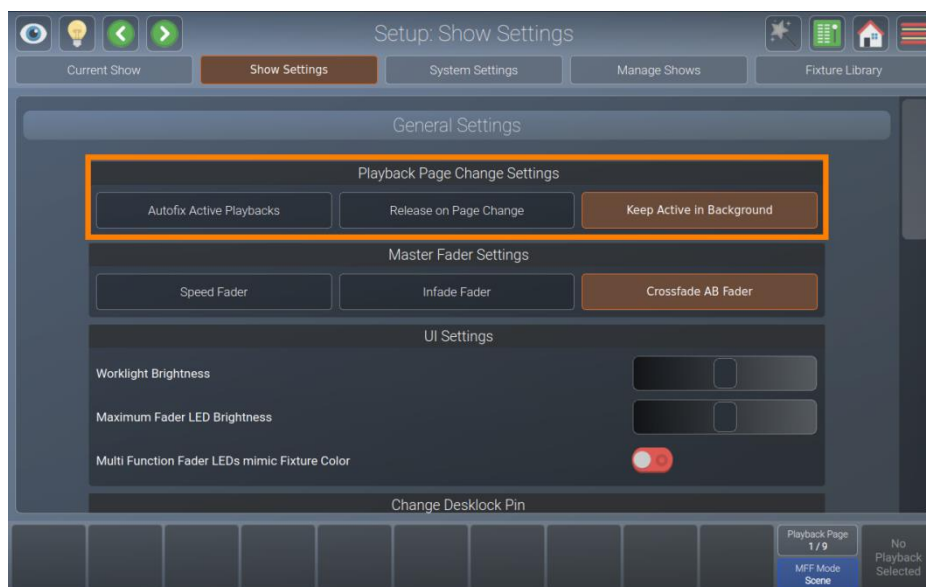 Setup: Show Settings
Current Show
Show Settings
System Settings
Manage Shows
Fixture Library
General Settings
Playback Page Change Settings
Autofix Active Playbacks
Release on Page Change
Keep Active in Background
Master Fader Settings
Speed Fader
Infade Fader
Crossfade AB Fader
UI Settings
Worklight Brightness
Maximum Fader LED Brightness
Multi Function Fader LEDs mimic Fixture Color
Change Desklock Pin
Playback Page
1 / 9
MFF Mode
Scene
No
Playback
Selected